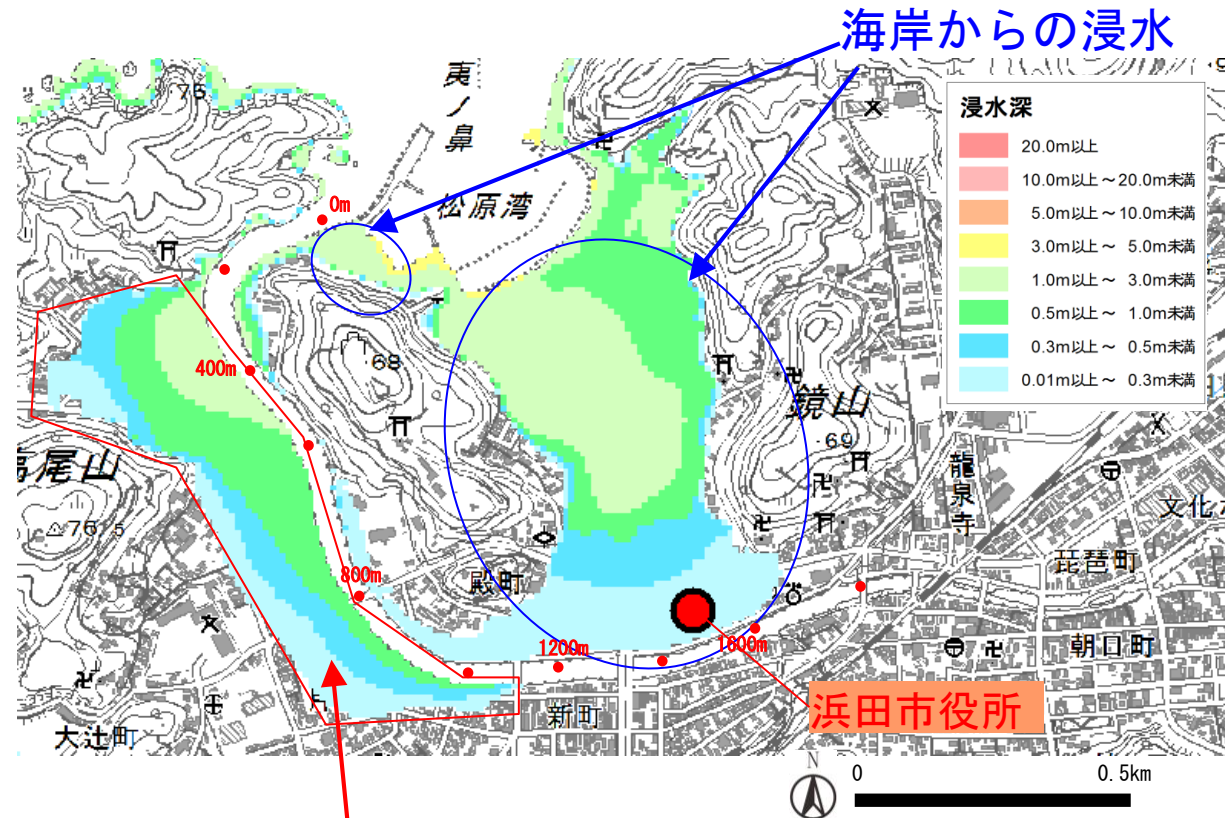 海岸からの浸水
浸水深
20.0m以上
10.0m以上～20.0m未満
5.0m以上～10.0m未満
3.0m以上～ 5.0m未満
1.0m以上～ 3.0m未満
0.5m以上～ 1.0m未満
0.3m以上～ 0.5m未満
0.01m以上～ 0.3m未満
75
夷ノ鼻
松原湾
0m
400m
68
鏡山
69
龍泉寺
文化
尾山
76.5
琵琶町
800m
殿町
1200m
1600m
朝日町
新町
浜田市役所
大辻町
N
0
0.5km